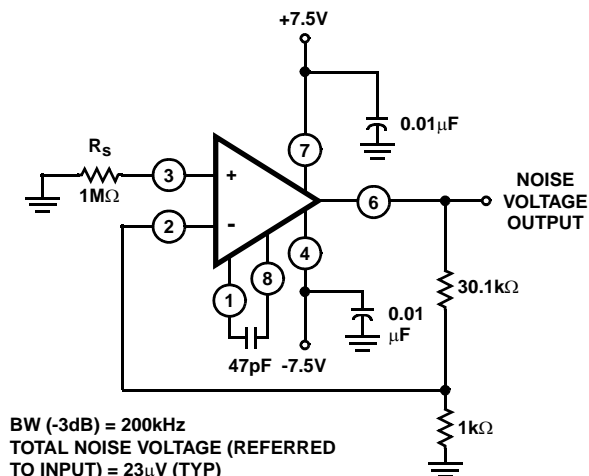 +7.5V
0.01μF
7
RS
1MΩ
3
+
2
-
6
NOISE
VOLTAGE
OUTPUT
4
8
1
30.1kΩ
0.01
μF
47pF
-7.5V
1kΩ
BW (-3dB) = 200kHz
TOTAL NOISE VOLTAGE (REFERRED
TO INPUT) = 23μV (TYP)